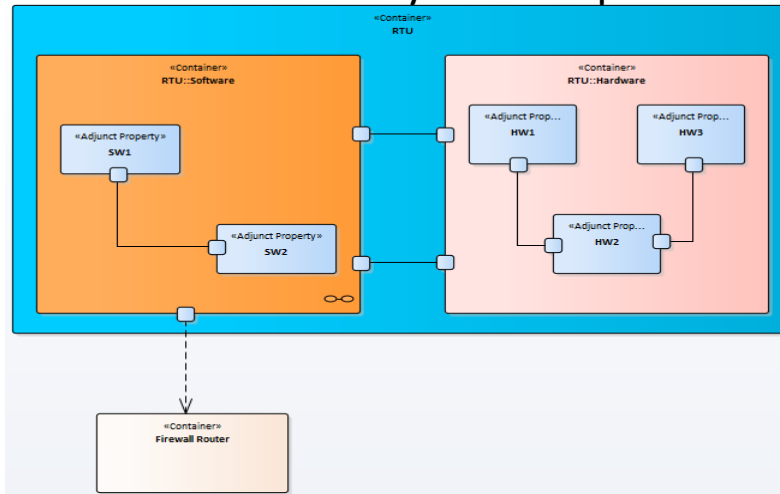 «Container»
RTU
«Container»
RTU::Software
«Container»
RTU::Hardware
«Adjunct Property»
SW1
«Adjunct Prop...
HW1
«Adjunct Prop...
HW3
«Adjunct Property»
SW2
«Adjunct Prop...
HW2
«Container»
Firewall Router